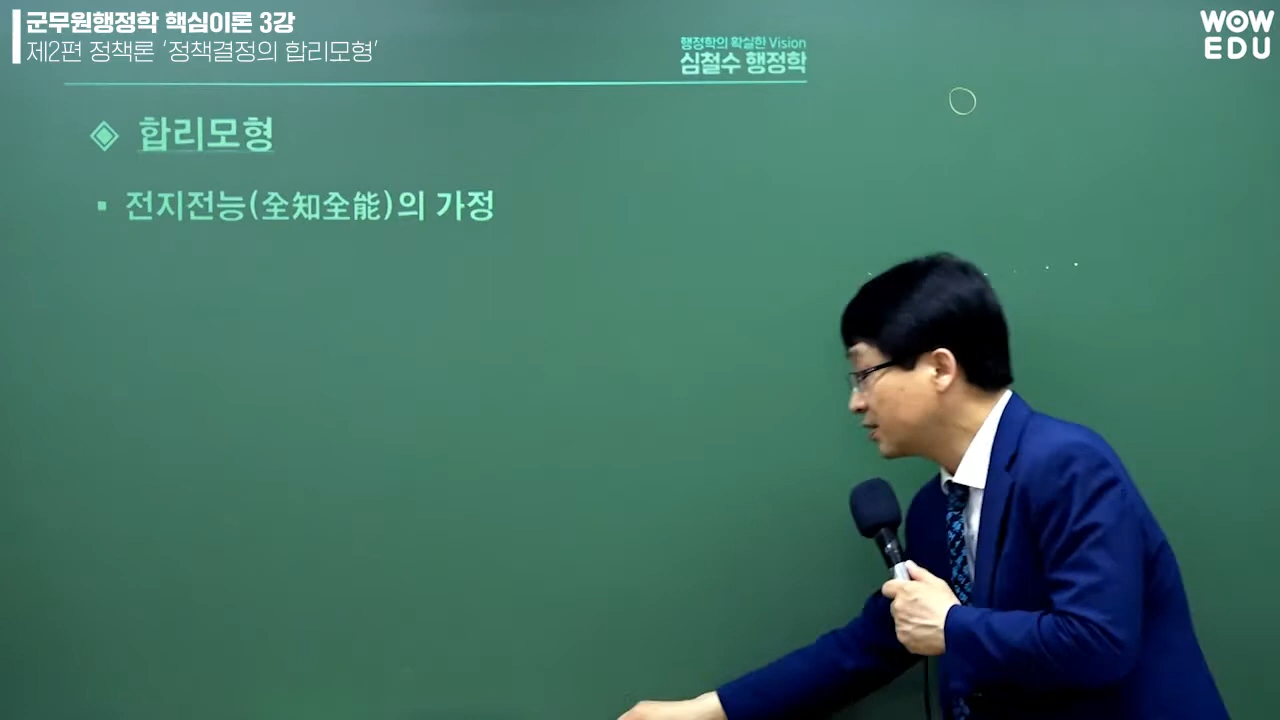 군무원행정학 핵심이론 3강
제2편 정책론 ‘정책결정의 합리모형’
WOW
EDU
행정학의 확실한 Vision
심철수 행정학
◈ 합리모형
▪ 전지전능(全知全能)의 가정